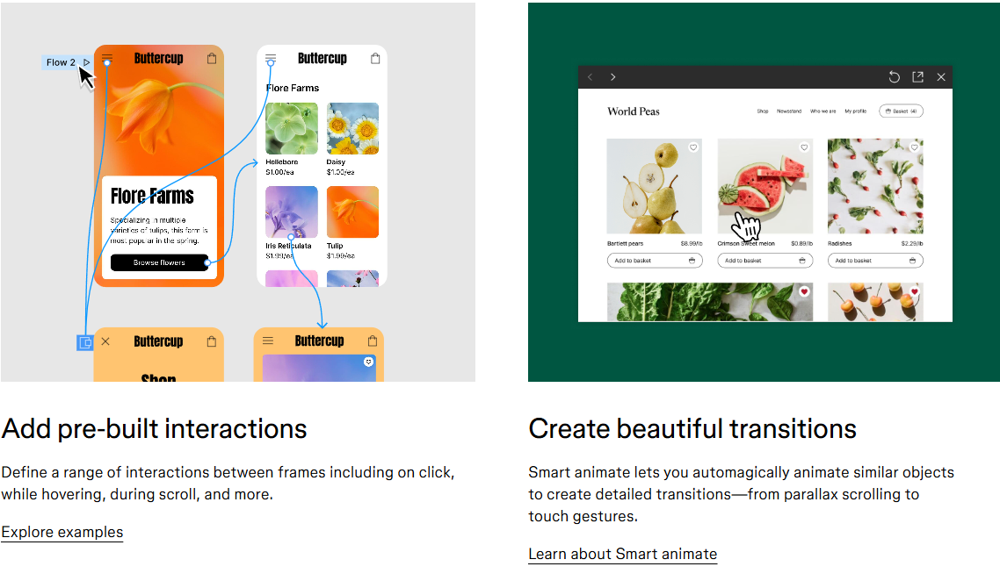 Flow 2
Buttercup
Flore Farms
Specializing in multiple
varieties of tulips, this farm is
most popular in the spring.
Browse flowers
Buttercup
Flore Farms
Hellebore
$1.00/ea
Daisy
$1.00/ea
Iris Reticulata
$1.99/ea
Tulip
$1.99/ea
Buttercup
Shop
Buttercup
World Peas
Shop
Newsstand
Who we are
My profile
Basket (4)
Bartlett pears
$8.99/lb
Add to basket
Crimson Sweet melon
$0.89/lb
Add to basket
Radishes
$2.29/lb
Add to basket
Add pre-built interactions
Define a range of interactions between frames including on click,
while hovering, during scroll, and more.
Explore examples
Create beautiful transitions
Smart animate lets you automagically animate similar objects
to create detailed transitions—from parallax scrolling to
touch gestures.
Learn about Smart animate